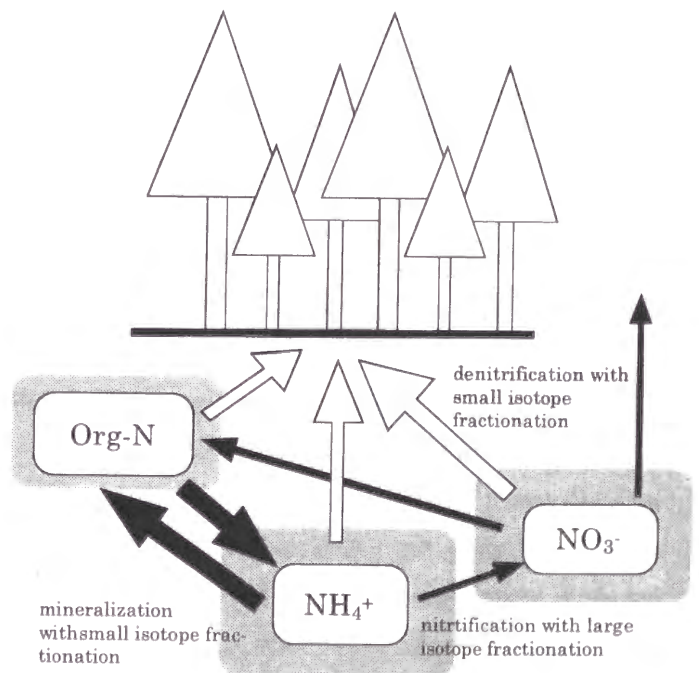 denitrification with
small isotope
fractionation
Org-N
NO₃⁻
NH₄⁺
mineralization
withsmall isotope frac-
tionation
nitrtification with large
isotope fractionation